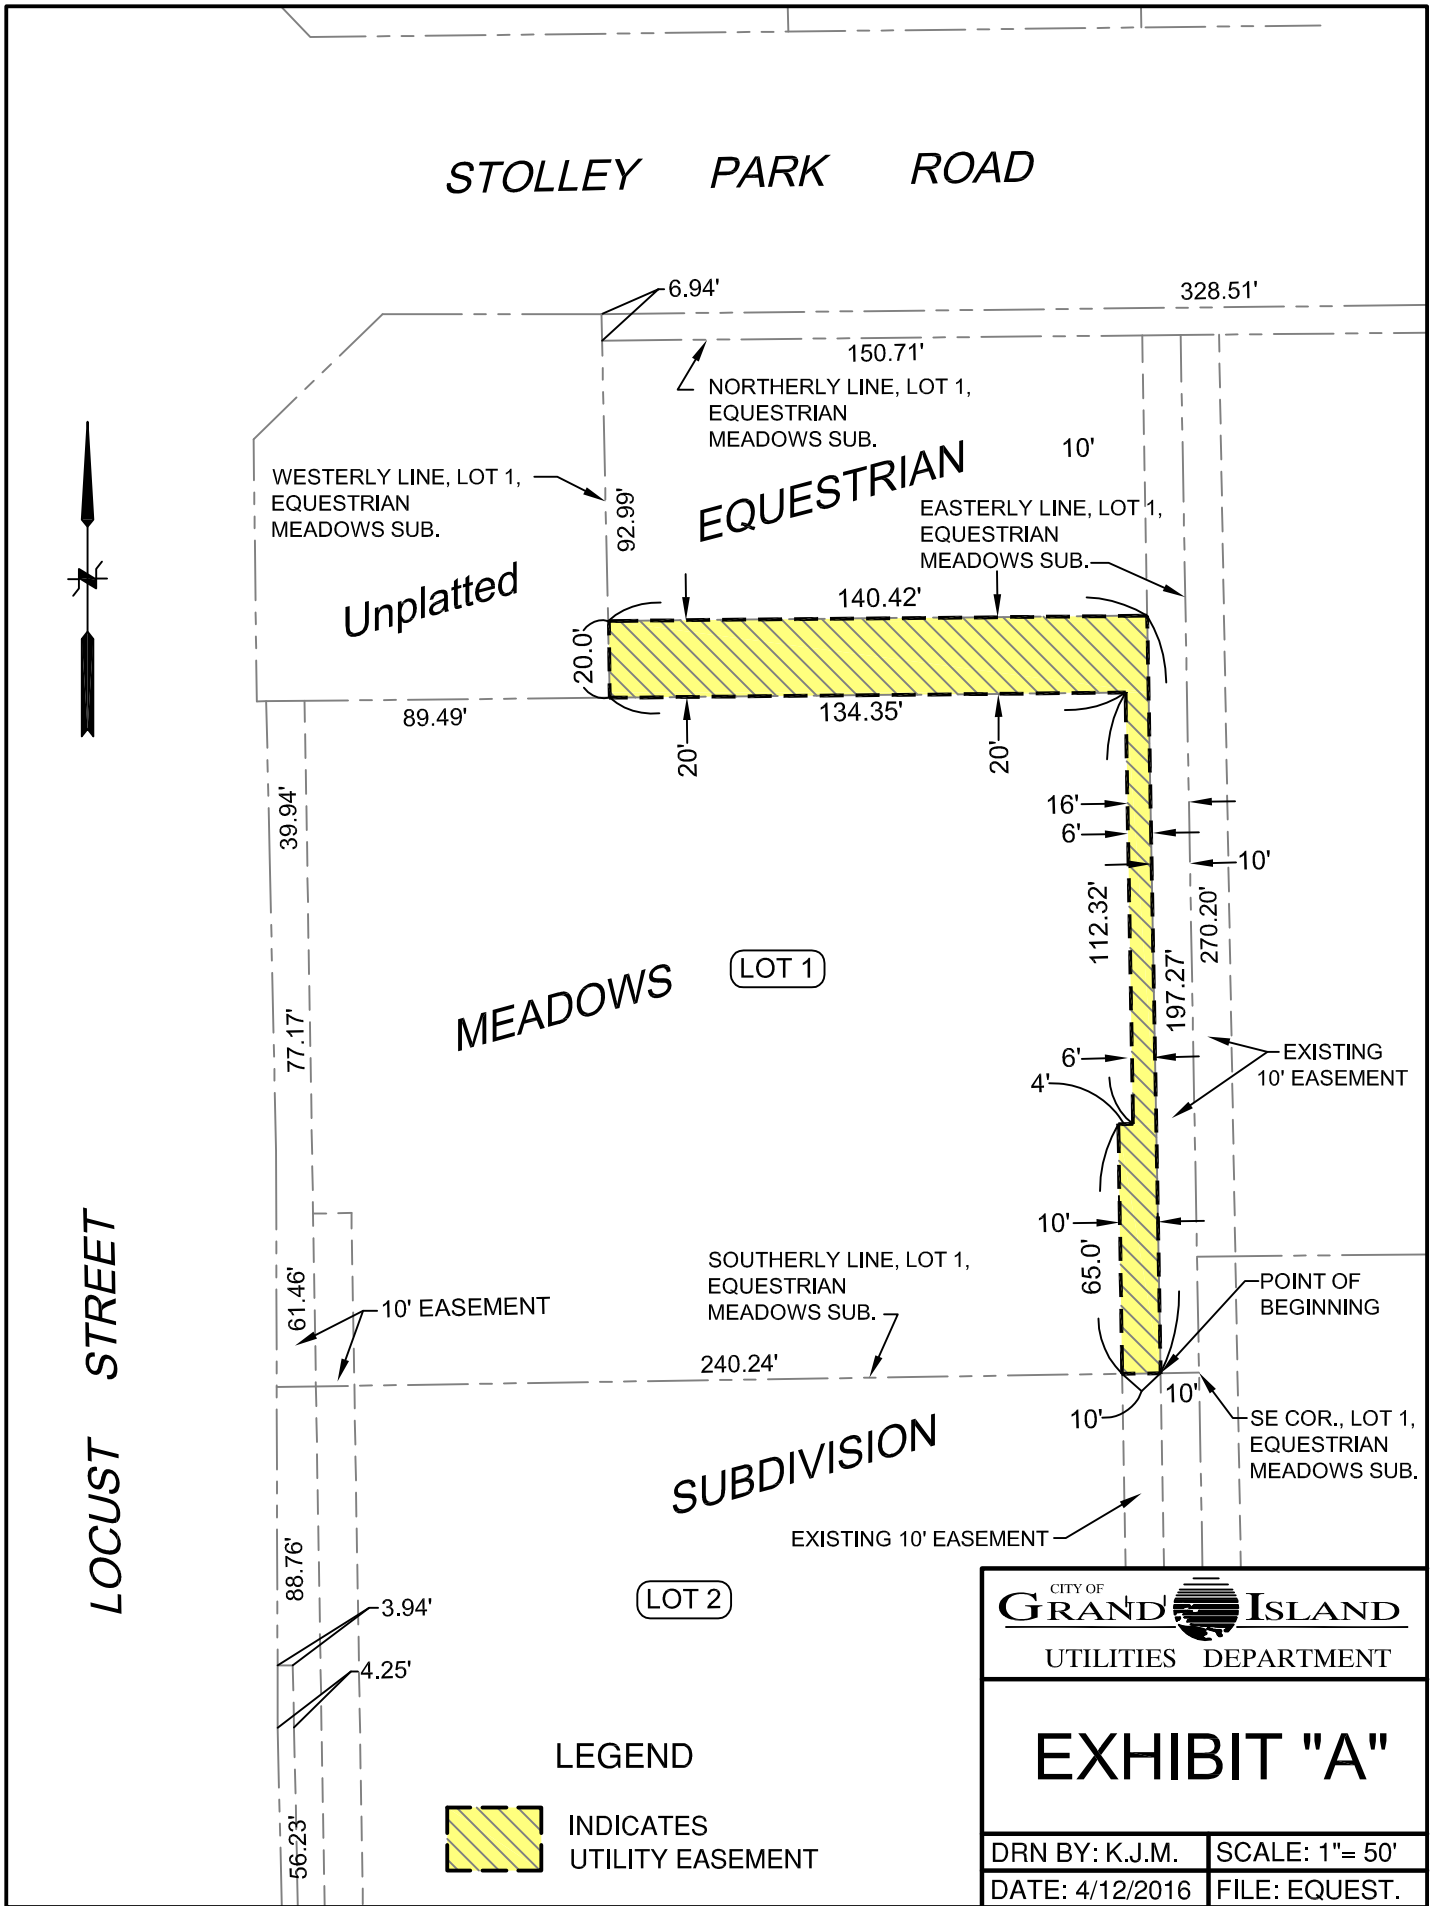 STOLLEY PARK ROAD
6.94'
328.51'
150.71'
NORTHERLY LINE, LOT 1,
EQUESTRIAN
MEADOWS SUB.
WESTERLY LINE, LOT 1,
EQUESTRIAN
MEADOWS SUB.
92.99'
EQUESTRIAN
10'
EASTERLY LINE, LOT 1,
EQUESTRIAN
MEADOWS SUB.
Unplatted
140.42'
20.0'
89.49'
134.35'
20'
20'
39.94'
16'
6'
10'
112.32'
270.20'
LOT 1
MEADOWS
197.27'
77.17'
6'
4'
EXISTING
10' EASEMENT
LOCUST STREET
10'
65.0'
SOUTHERLY LINE, LOT 1,
EQUESTRIAN
MEADOWS SUB.
POINT OF
BEGINNING
61.46'
10' EASEMENT
240.24'
10'
10'
SE COR., LOT 1,
EQUESTRIAN
MEADOWS SUB.
SUBDIVISION
EXISTING 10' EASEMENT
88.76'
LOT 2
3.94'
4.25'
56.23'
LEGEND
INDICATES
UTILITY EASEMENT
CITY OF
GRAND ISLAND
UTILITIES DEPARTMENT
EXHIBIT "A"
DRN BY: K.J.M.
SCALE: 1"= 50'
DATE: 4/12/2016
FILE: EQUEST.